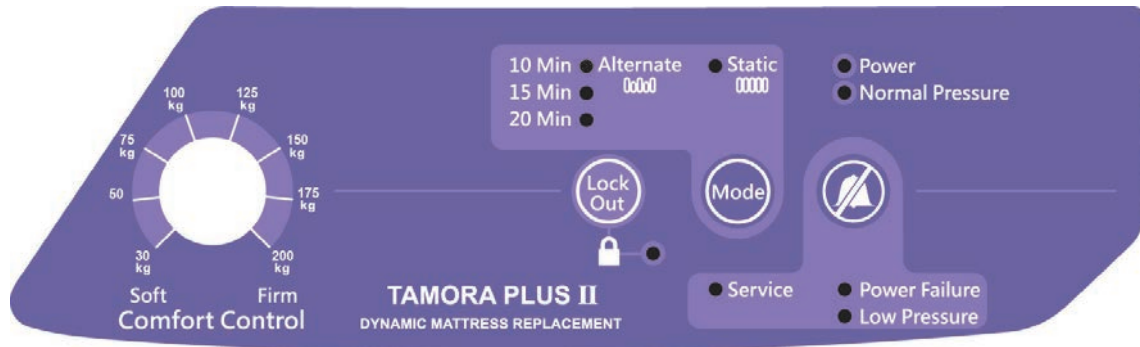 100
kg
125
kg
75
kg
150
kg
50
175
kg
30
kg
200
kg
Soft
Firm
Comfort Control
10 Min
Alternate
Static
15 Min
20 Min
Power
Normal Pressure
Lock
Out
Mode
TAMORA PLUS II
DYNAMIC MATTRESS REPLACEMENT
Service
Power Failure
Low Pressure